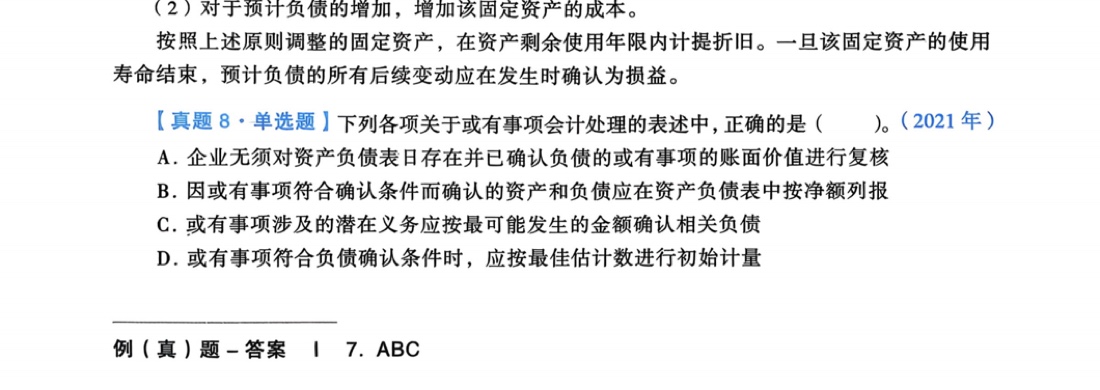 （2）对于预计负债的增加，增加该固定资产的成本。
按照上述原则调整的固定资产，在资产剩余使用年限内计提折旧。一旦该固定资产的使用
寿命结束，预计负债的所有后续变动应在发生时确认为损益。
【真题 8·单选题】下列各项关于或有事项会计处理的表述中，正确的是（　　）。（2021 年）
A. 企业无须对资产负债表日存在并已确认负债的或有事项的账面价值进行复核
B. 因或有事项符合确认条件而确认的资产和负债应在资产负债表中按净额列报
C. 或有事项涉及的潜在义务应按最可能发生的金额确认相关负债
D. 或有事项符合负债确认条件时，应按最佳估计数进行初始计量
例（真）题－答案 | 7. ABC